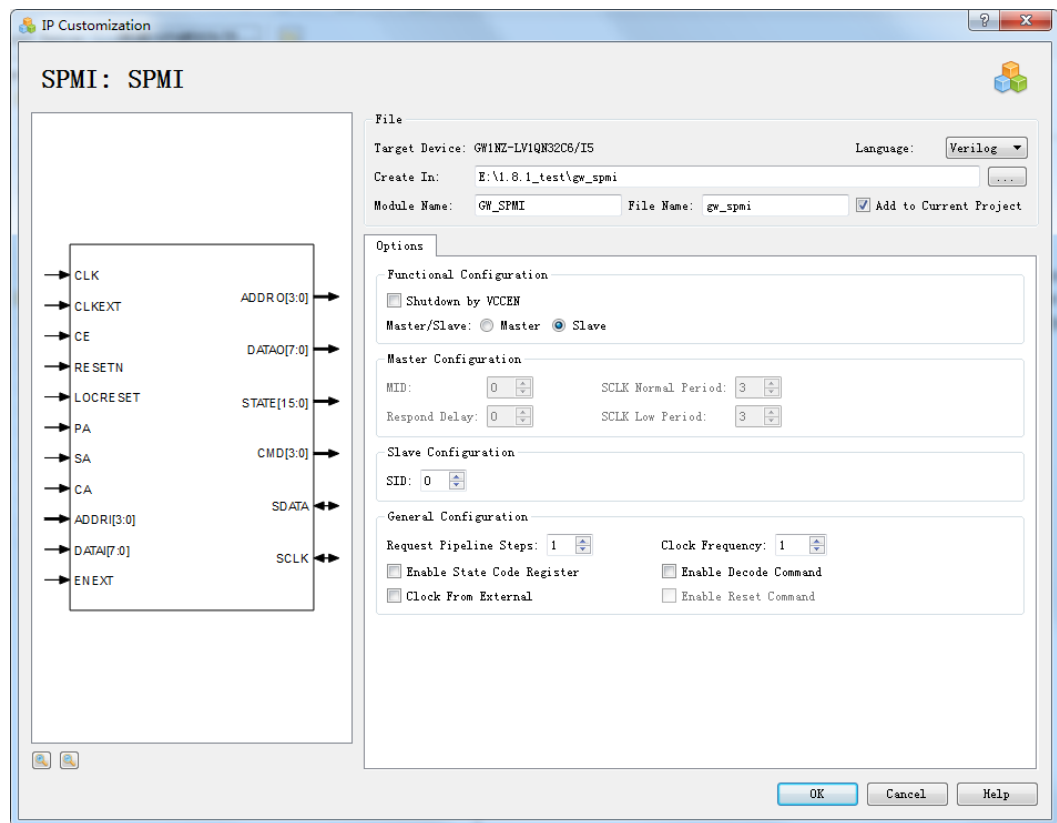 IP Customization
SPMI: SPMI
CLK
CLKEXT
CE
RESETN
LOCRESET
PA
SA
CA
ADDRI[3:0]
DATAI[7:0]
ENEXT
ADDRO[3:0]
DATAO[7:0]
STATE[15:0]
CMD[3:0]
SDATA
SCLK
File
Target Device: GW1NZ-LV1QN32C6/I5 Language: Verilog
Create In: E:\1.8.1_test\gw_spmi ...
Module Name: GW_SPMI File Name: gw_spmi Add to Current Project
Options
Functional Configuration
Shutdown by VCCEN
Master/Slave: Master Slave
Master Configuration
MID: 0 SCLK Normal Period: 3
Respond Delay: 0 SCLK Low Period: 3
Slave Configuration
SID: 0
General Configuration
Request Pipeline Steps: 1 Clock Frequency: 1
Enable State Code Register Enable Decode Command
Clock From External Enable Reset Command
OK Cancel Help